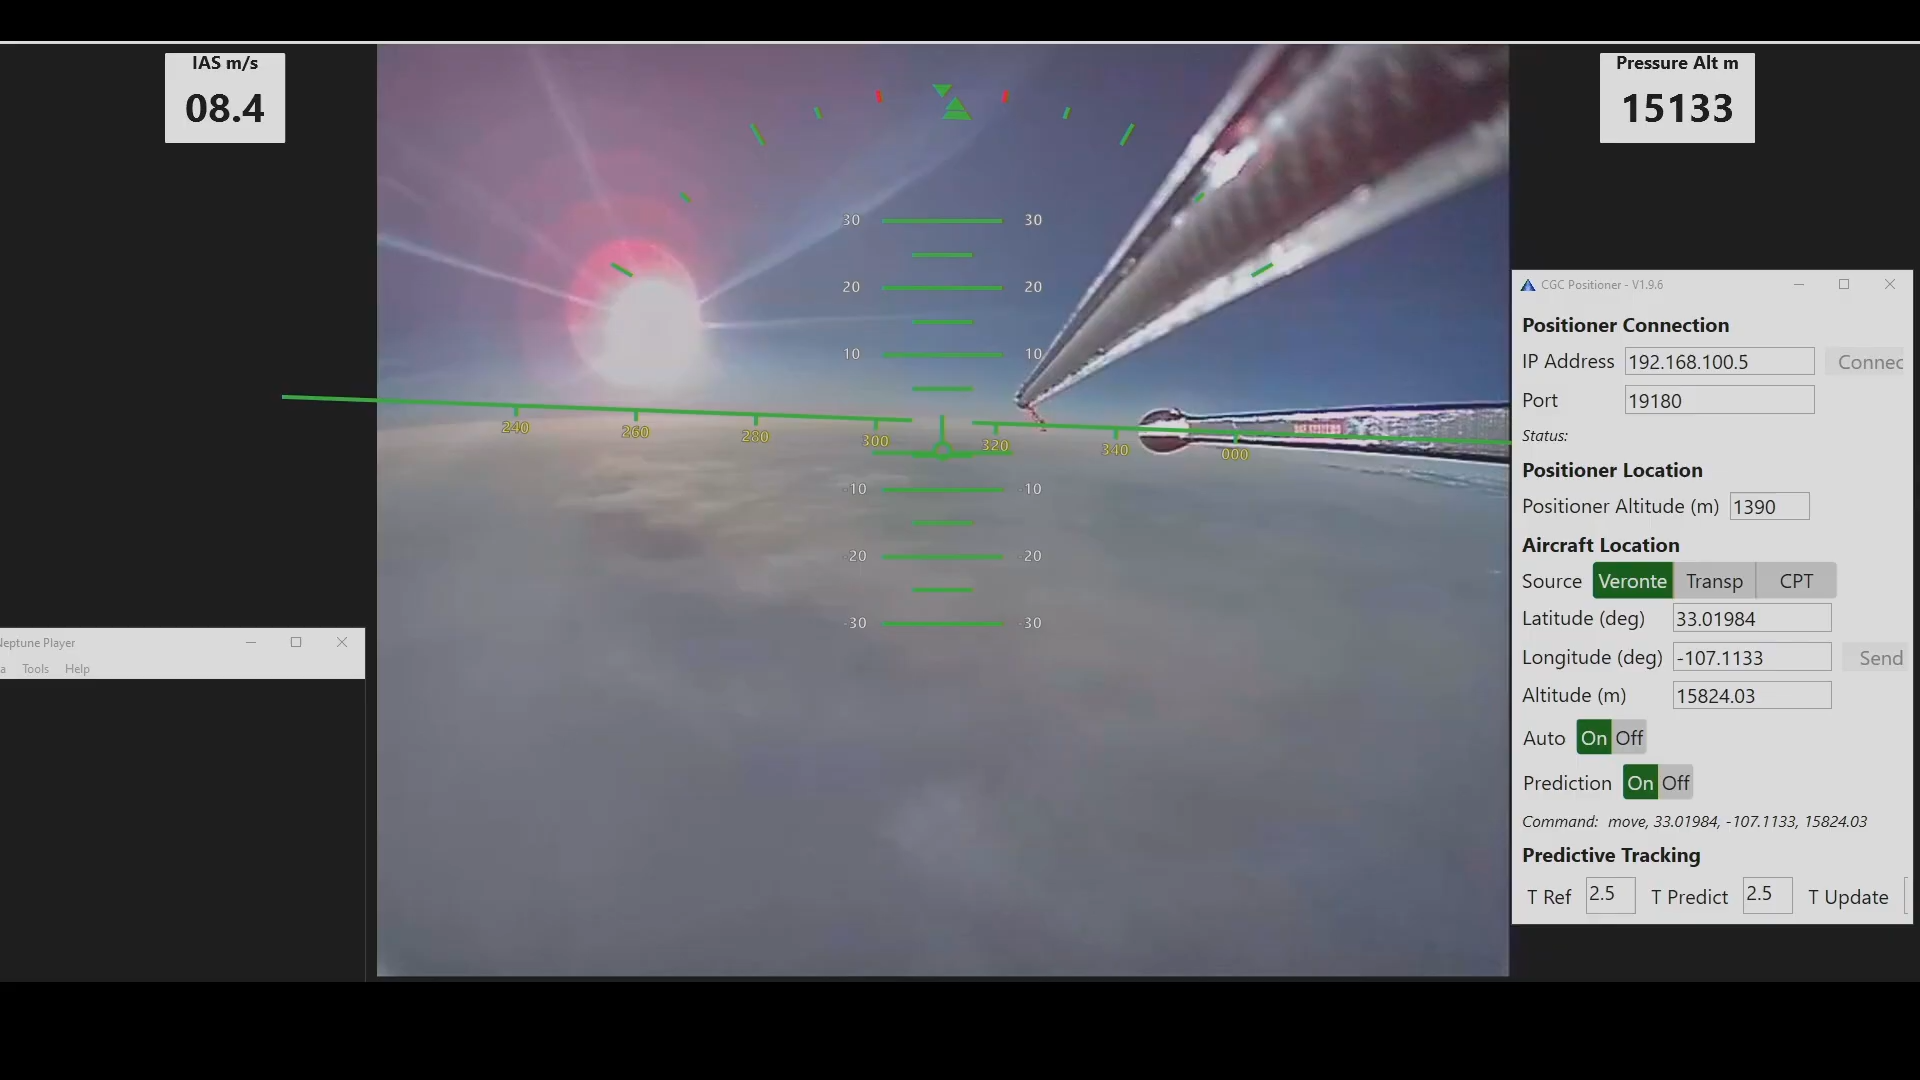 IAS m/s
08.4
Pressure Alt m
15133
30 30
20 20
10 10
240 260 280 300 320 340 000
-10 -10
-20 -20
-30 -30
CGC Positioner - V1.9.6
Positioner Connection
IP Address 192.168.100.5 Connec
Port 19180
Status:
Positioner Location
Positioner Altitude (m) 1390
Aircraft Location
Source Veronte Transp CPT
Latitude (deg) 33.01984
Longitude (deg) -107.1133 Send
Altitude (m) 15824.03
Auto On Off
Prediction On Off
Command: move, 33.01984, -107.1133, 15824.03
Predictive Tracking
T Ref 2.5 T Predict 2.5 T Update
Neptune Player
a Tools Help